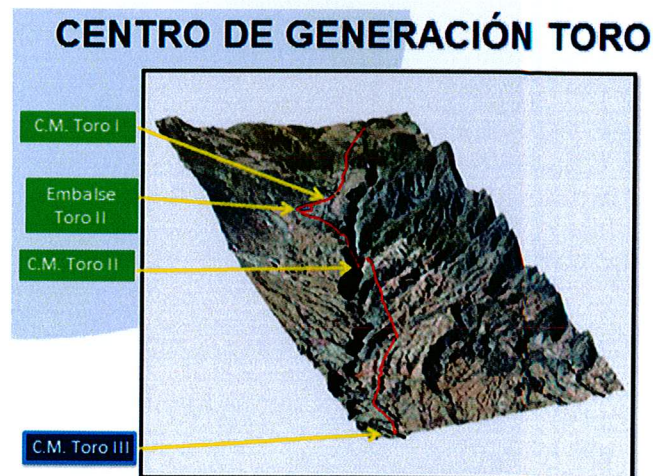 CENTRO DE GENERACIÓN TORO
C.M. Toro I
Embalse
Toro II
C.M. Toro II
C.M. Toro III